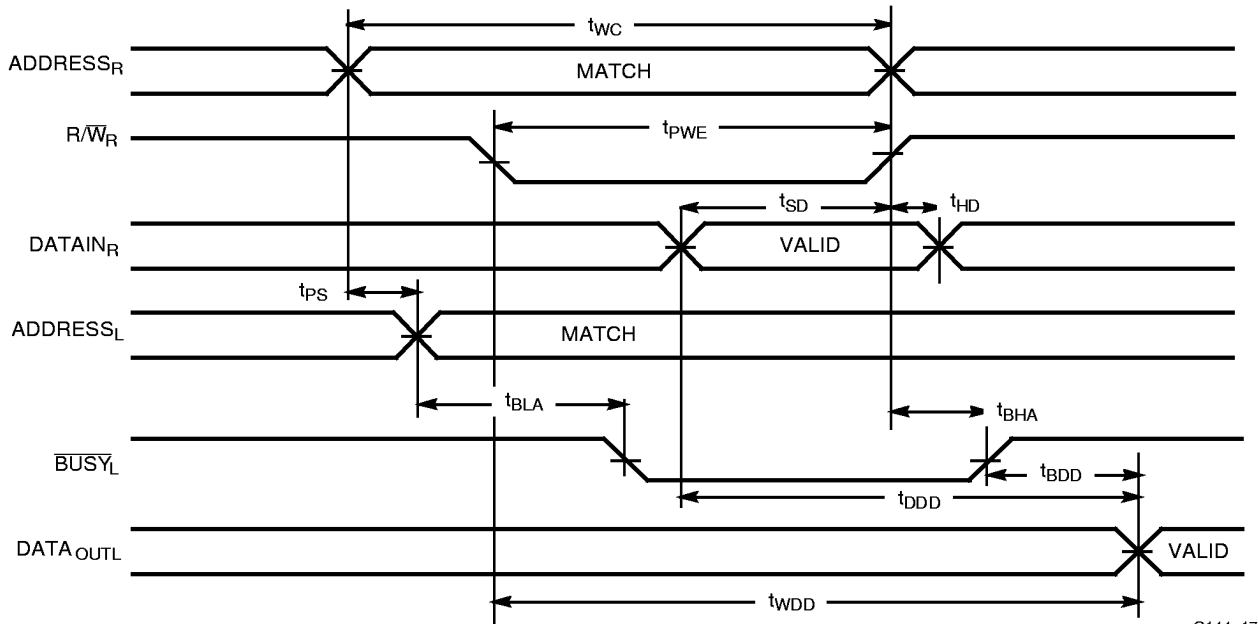 tWC
ADDRESSR
MATCH
R/W̅R
tPWE
tSD
tHD
DATAINR
VALID
tPS
ADDRESSL
MATCH
tBLA
tBHA
B̅U̅S̅Y̅L
tBDD
tDDD
DATA OUTL
VALID
tWDD